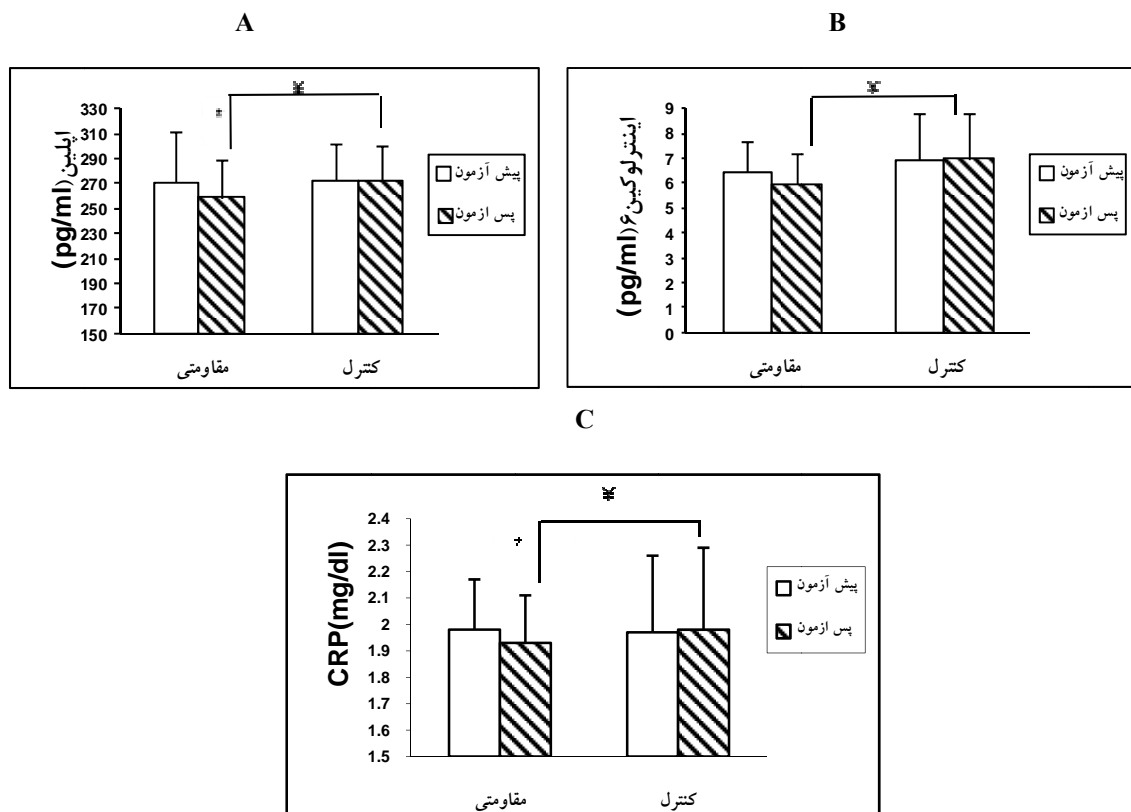 A
اپلین(pg/ml)
330
310
290
270
250
230
210
190
170
150
¥
*
مقاومتی
کنترل
پیش آزمون
پس ازمون
B
اینترلوکین۶(pg/ml)
9
8
7
6
5
4
3
2
1
0
¥
مقاومتی
کنترل
پیش آزمون
پس ازمون
C
CRP(mg/dl)
2.4
2.3
2.2
2.1
2
1.9
1.8
1.7
1.6
1.5
¥
مقاومتی
کنترل
پیش آزمون
پس ازمون